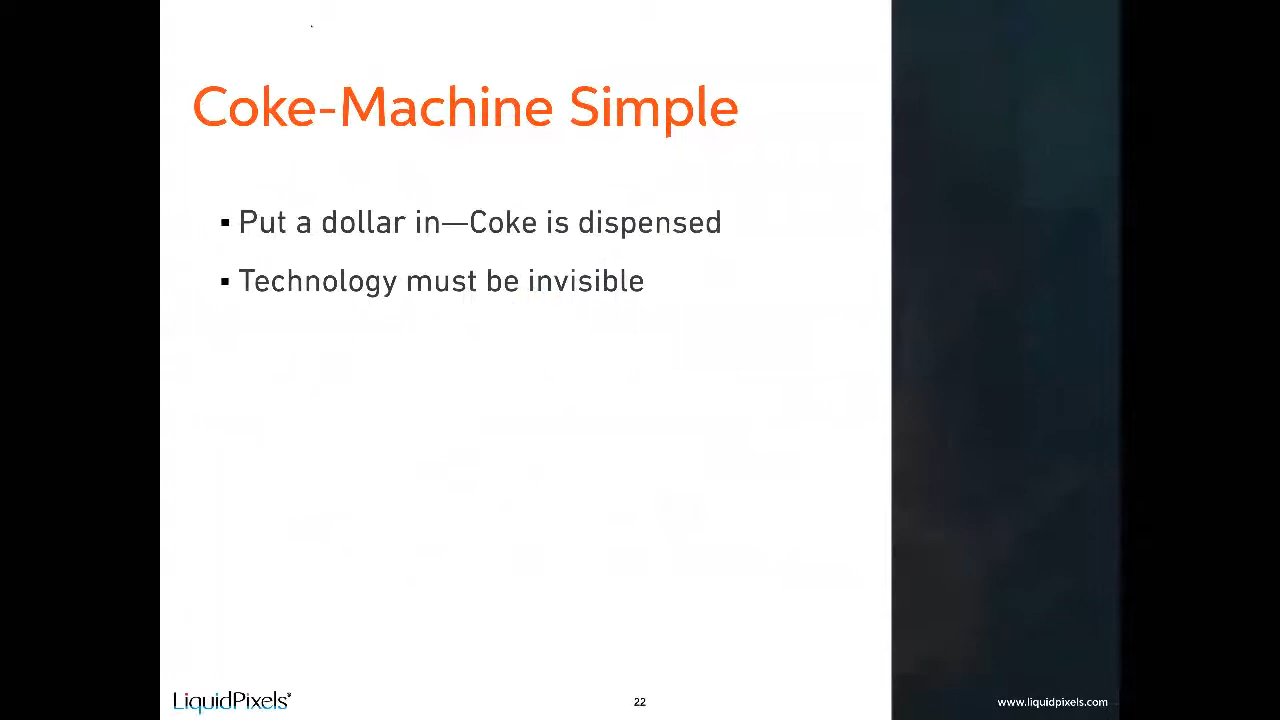 Coke-Machine Simple
▪ Put a dollar in—Coke is dispensed
▪ Technology must be invisible
LiquidPixels
22
www.liquidpixels.com